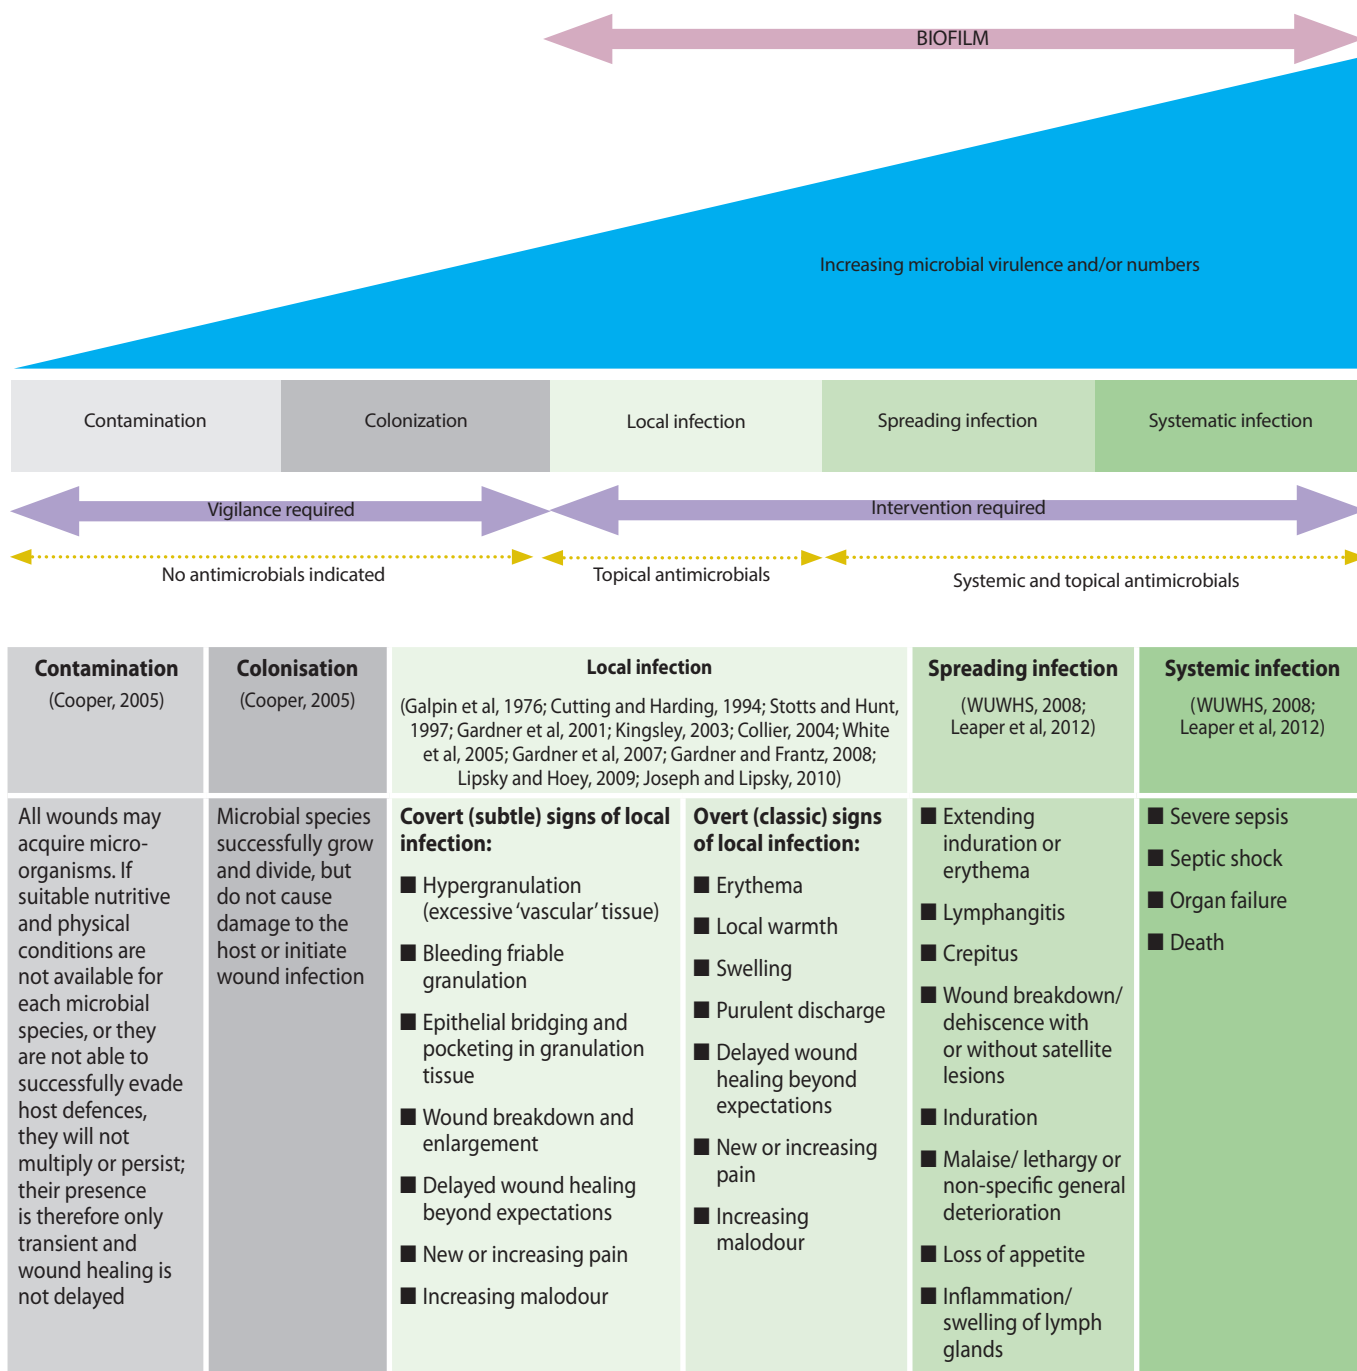 BIOFILM
Increasing microbial virulence and/or numbers
Contamination
Colonization
Local infection
Spreading infection
Systematic infection
Vigilance required
Intervention required
No antimicrobials indicated
Topical antimicrobials
Systemic and topical antimicrobials
Contamination
(Cooper, 2005)
Colonisation
(Cooper, 2005)
Local infection
(Galpin et al, 1976; Cutting and Harding, 1994; Stotts and Hunt,
1997; Gardner et al, 2001; Kingsley, 2003; Collier, 2004; White
et al, 2005; Gardner et al, 2007; Gardner and Frantz, 2008;
Lipsky and Hoey, 2009; Joseph and Lipsky, 2010)
Spreading infection
(WUWHS, 2008;
Leaper et al, 2012)
Systemic infection
(WUWHS, 2008;
Leaper et al, 2012)
All wounds may
acquire micro-
organisms. If
suitable nutritive
and physical
conditions are
not available for
each microbial
species, or they
are not able to
successfully evade
host defences,
they will not
multiply or persist;
their presence
is therefore only
transient and
wound healing is
not delayed
Microbial species
successfully grow
and divide, but
do not cause
damage to the
host or initiate
wound infection
Covert (subtle) signs of local
infection:
■ Hypergranulation
(excessive ‘vascular’ tissue)
■ Bleeding friable
granulation
■ Epithelial bridging and
pocketing in granulation
tissue
■ Wound breakdown and
enlargement
■ Delayed wound healing
beyond expectations
■ New or increasing pain
■ Increasing malodour
Overt (classic) signs
of local infection:
■ Erythema
■ Local warmth
■ Swelling
■ Purulent discharge
■ Delayed wound
healing beyond
expectations
■ New or increasing
pain
■ Increasing
malodour
■ Extending
induration or
erythema
■ Lymphangitis
■ Crepitus
■ Wound breakdown/
dehiscence with
or without satellite
lesions
■ Induration
■ Malaise/ lethargy or
non-specific general
deterioration
■ Loss of appetite
■ Inflammation/
swelling of lymph
glands
■ Severe sepsis
■ Septic shock
■ Organ failure
■ Death